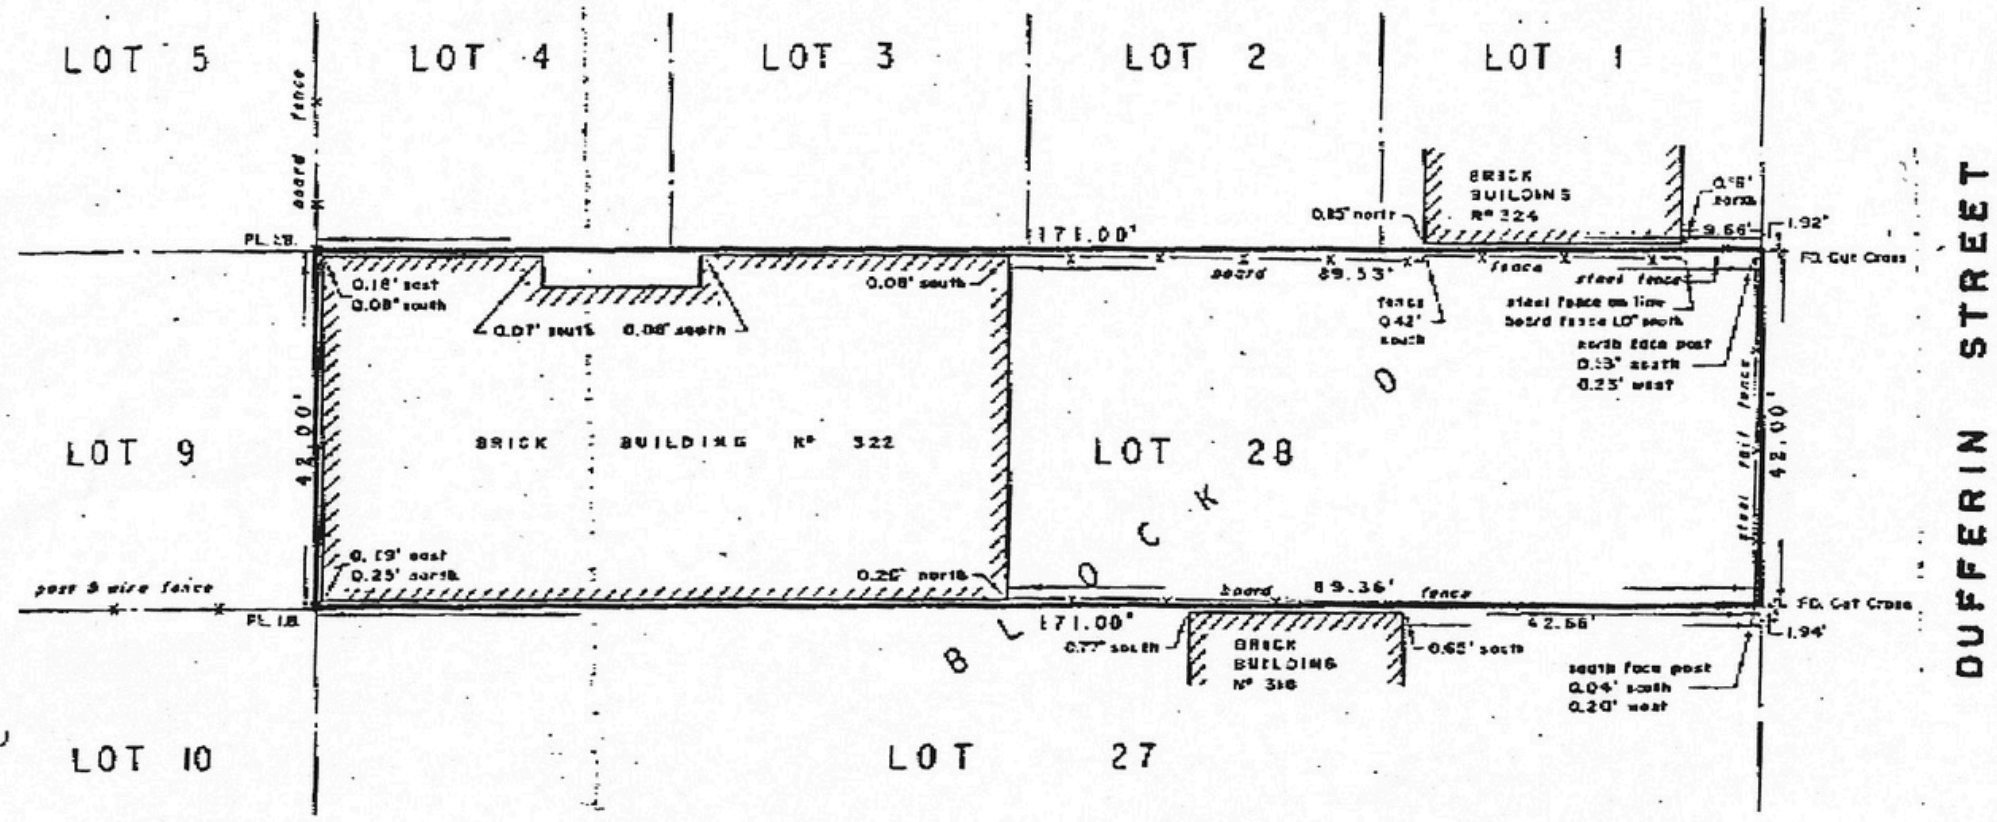 LOT 5
LOT 4
LOT 3
LOT 2
LOT 1
board fence
BRICK
BUILDING
Nº 324
north
0.85' north
1.92'
9.66'
PL. I.B.
171.00'
FD. Cut Cross
0.18' east
0.08' south
0.07' south
0.08' south
0.08' south
board
89.53'
fence
steel fence
fence
0.42'
south
steel fence on line
board fence 1.0' south
north face post
0.53' south
0.23' west
LOT 9
42.00'
BRICK BUILDING Nº 322
LOT 28
BLOCK D
steel rail fence
42.00'
DUFFERIN STREET
0.19' east
0.25' north
0.26' north
post & wire fence
board
89.36'
fence
PL. I.B.
171.00'
FD. Cut Cross
0.77' south
BRICK
BUILDING
Nº 318
0.65' south
42.66'
1.94'
south face post
0.04' south
0.20' west
LOT 10
LOT 27